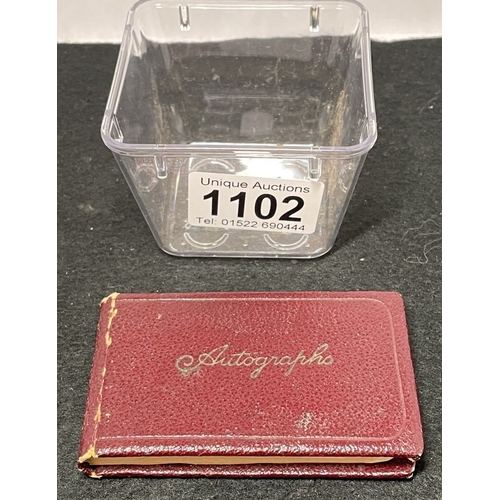 Unique Auctions
1102
Tel: 01522 690444
Autographs